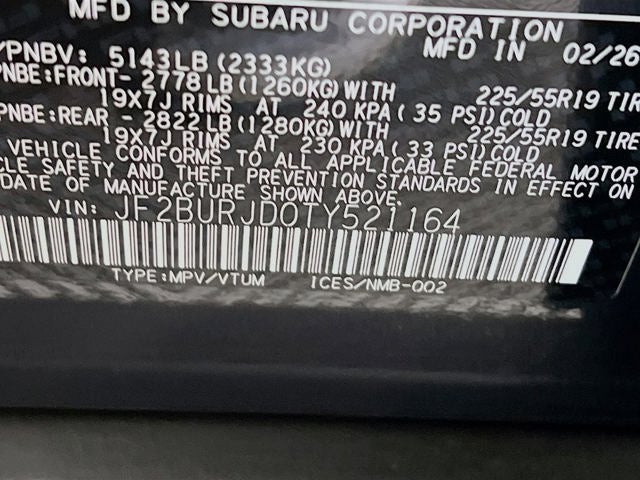 MFD BY SUBARU CORPORATION
MFD IN 02/26
/PNBV: 5143LB (2333KG)
PNBE:FRONT- 2778LB (1260KG) WITH 225/55R19 TIRE
19X7J RIMS AT 240 KPA( 35 PSI)COLD
PNBE:REAR - 2822LB (1280KG) WITH 225/55R19 TIRE
19X7J RIMS AT 230 KPA( 33 PSI)COLD
VEHICLE CONFORMS TO ALL APPLICABLE FEDERAL MOTOR
CLE SAFETY AND THEFT PREVENTION STANDARDS IN EFFECT ON
DATE OF MANUFACTURE SHOWN ABOVE.
VIN: JF2BURJD0TY521164
TYPE:MPV/VTUM ICES/NMB-002